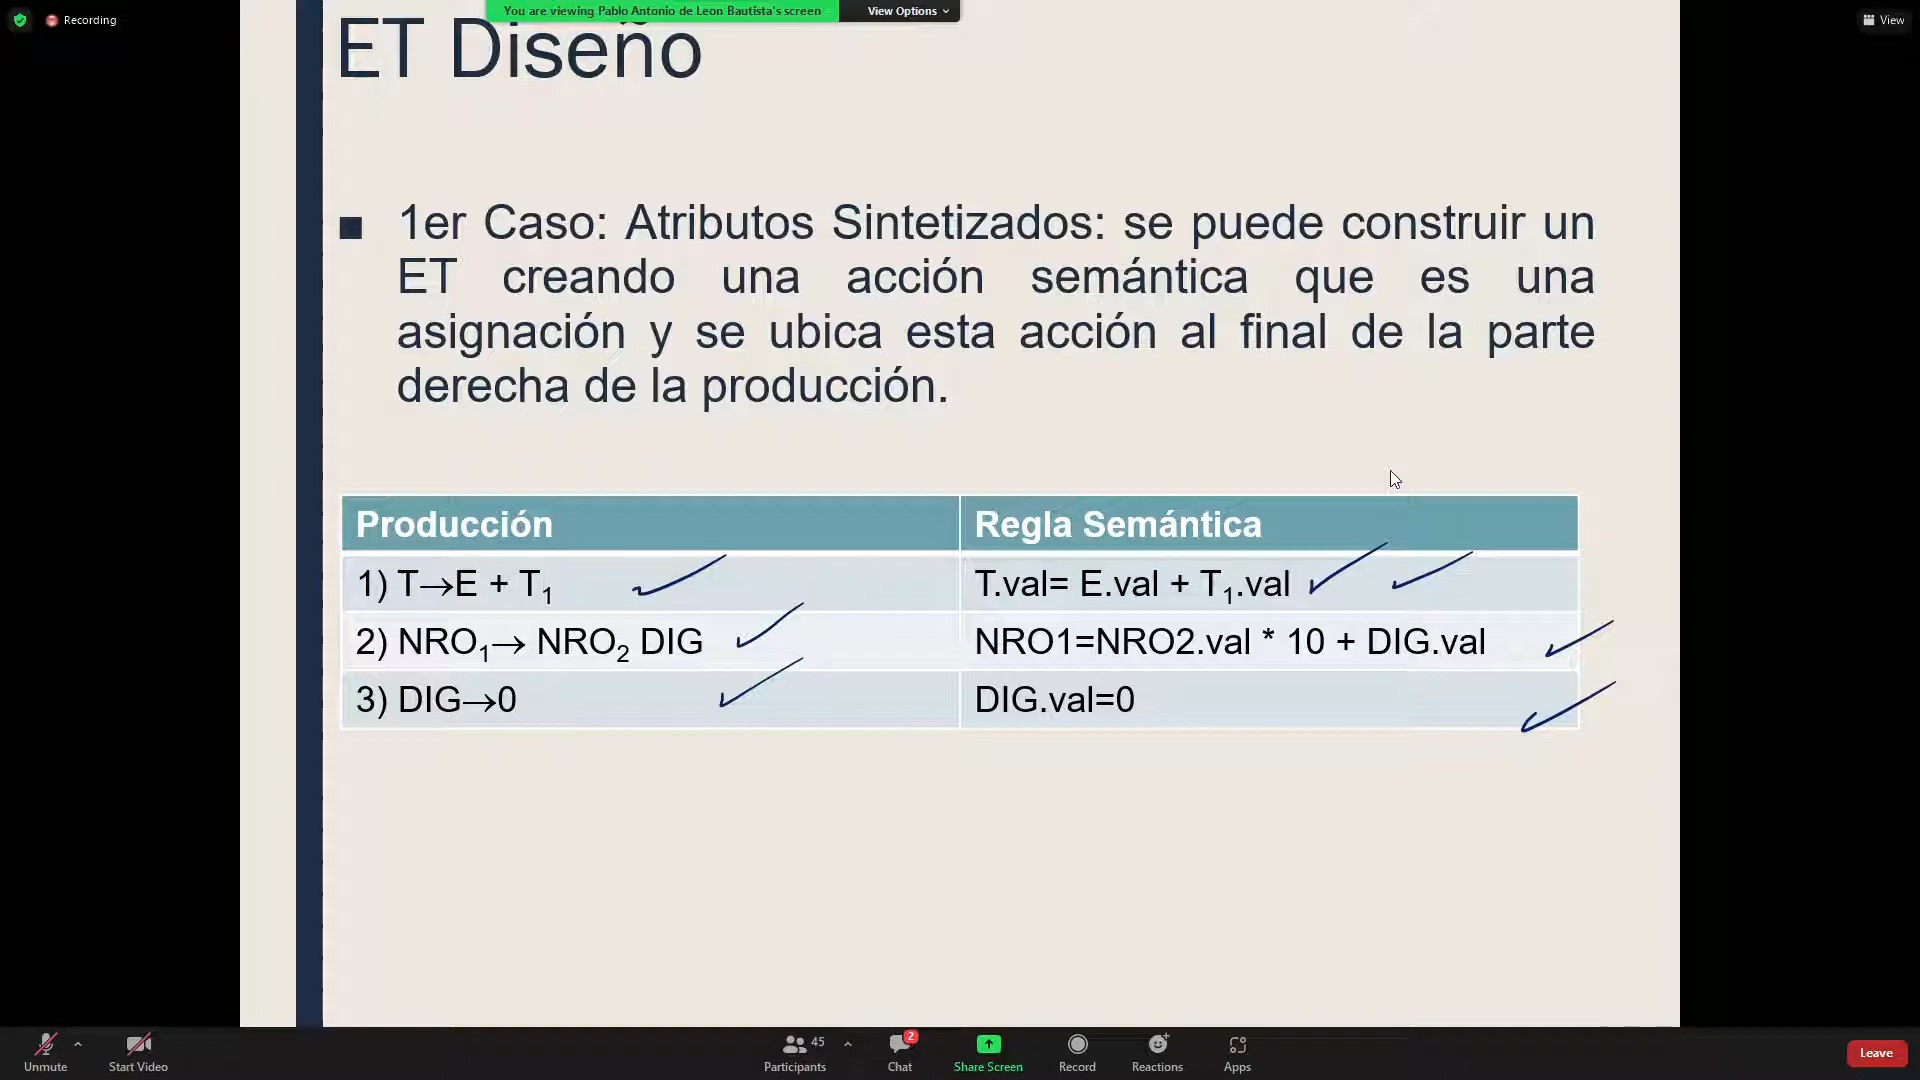 Recording
You are viewing Pablo Antonio de Leon Bautista's screen
View Options
View
ET Diseño
■ 1er Caso: Atributos Sintetizados: se puede construir un
ET creando una acción semántica que es una
asignación y se ubica esta acción al final de la parte
derecha de la producción.
Producción Regla Semántica
1) T→E + T₁ T.val= E.val + T₁.val
2) NRO₁→ NRO₂ DIG NRO1=NRO2.val * 10 + DIG.val
3) DIG→0 DIG.val=0
Unmute
Start Video
Participants 45
Chat 2
Share Screen
Record
Reactions
Apps
Leave